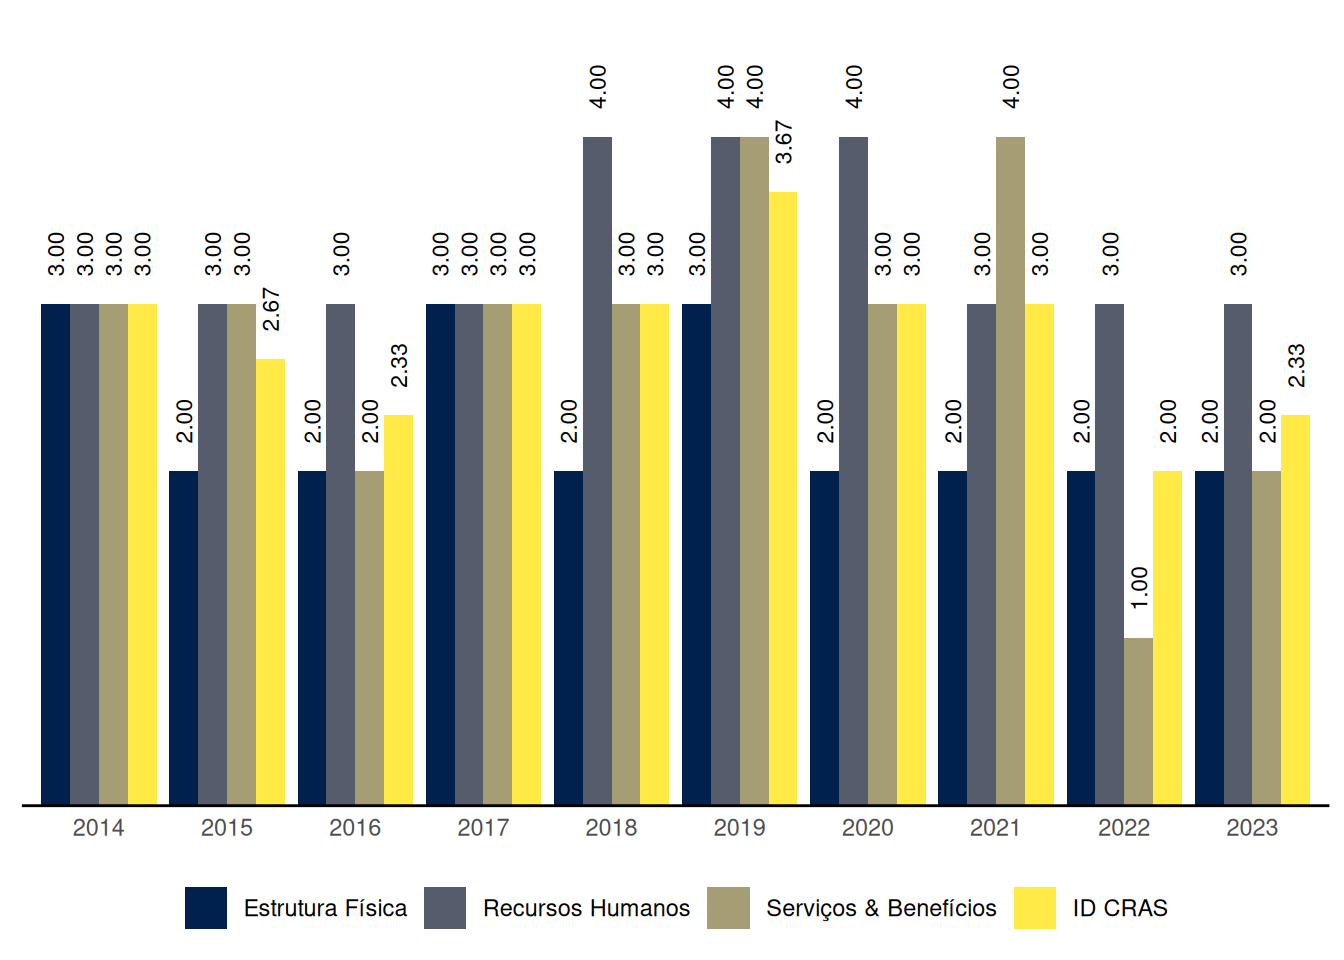 4.00 4.00 4.00 4.00 4.00
3.67
3.00 3.00 3.00 3.00 3.00 3.00 3.00 3.00 3.00 3.00 3.00 3.00 3.00 3.00 3.00 3.00 3.00 3.00 3.00 3.00 3.00
2.67
2.33 2.33
2.00 2.00 2.00 2.00 2.00 2.00 2.00 2.00 2.00 2.00
1.00
2014 2015 2016 2017 2018 2019 2020 2021 2022 2023
Estrutura Física Recursos Humanos Serviços & Benefícios ID CRAS